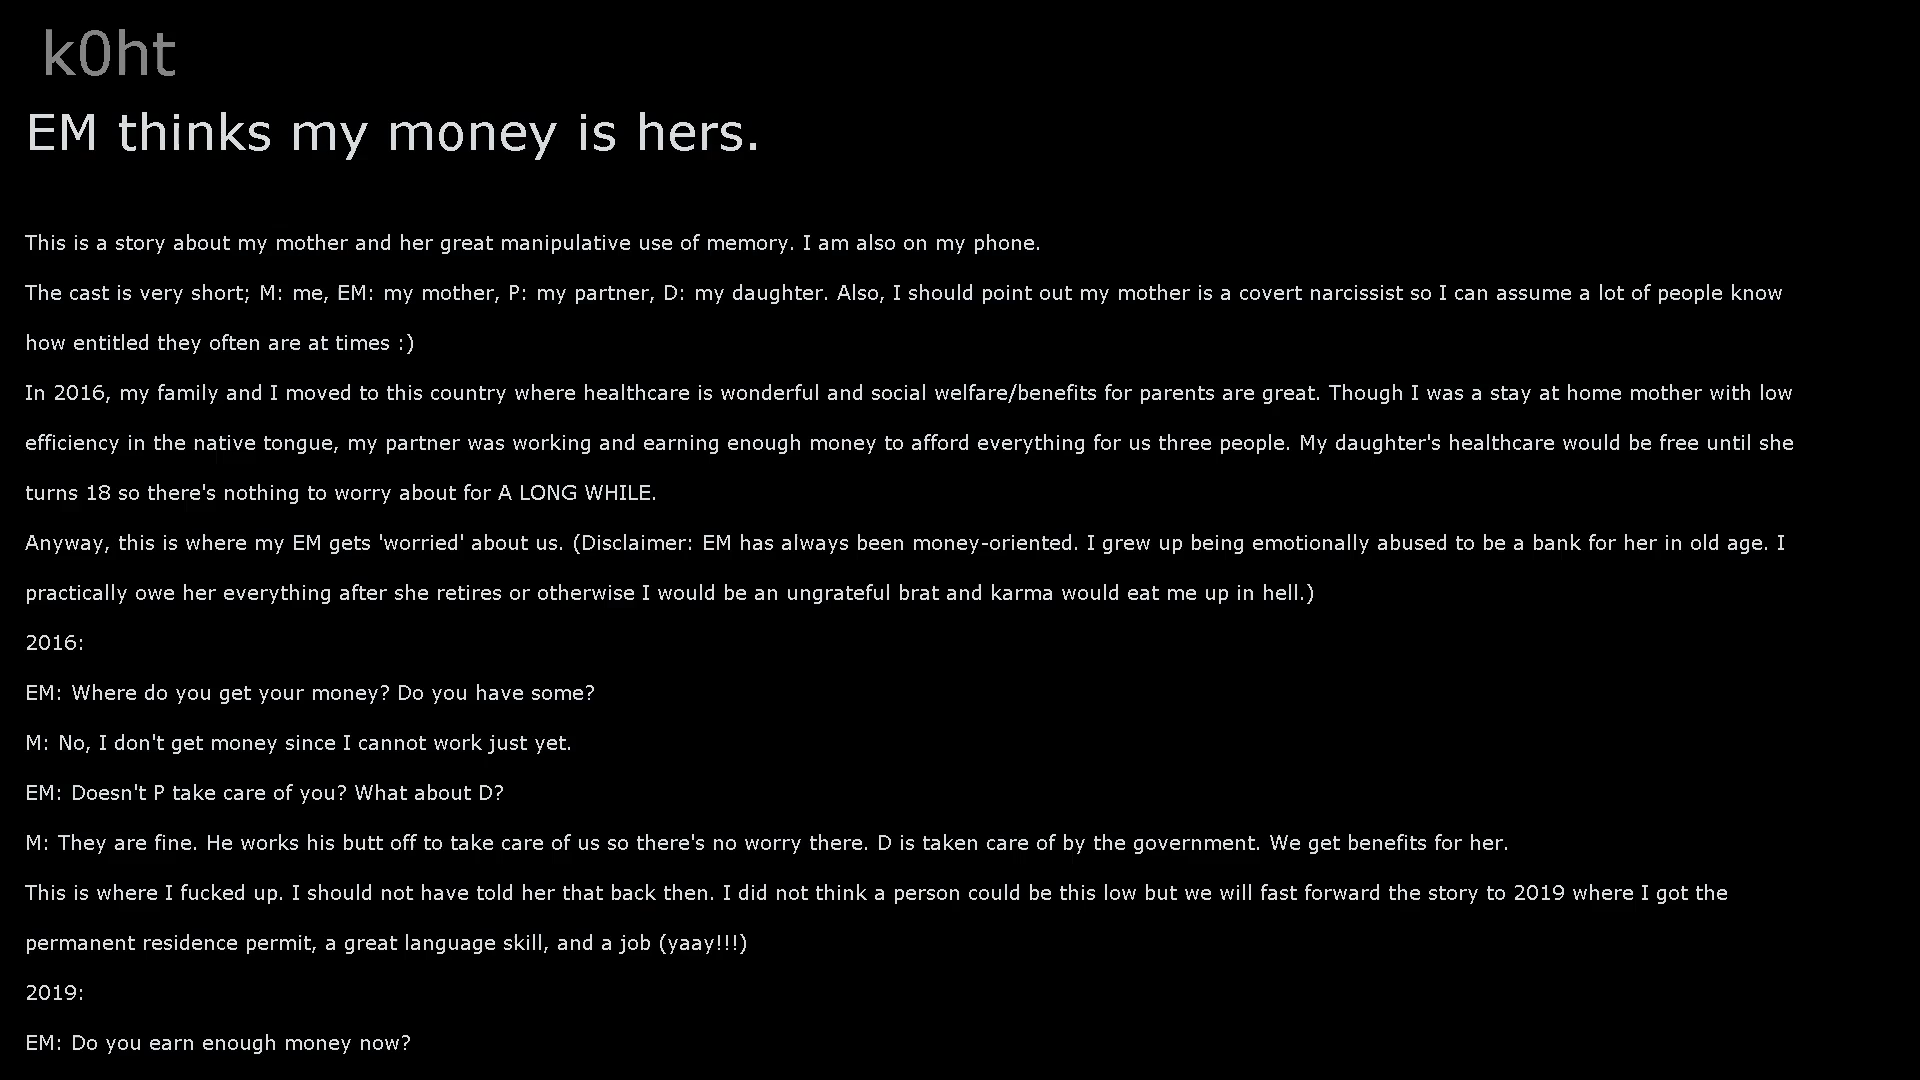 k0ht
EM thinks my money is hers.
This is a story about my mother and her great manipulative use of memory. I am also on my phone.
The cast is very short; M: me, EM: my mother, P: my partner, D: my daughter. Also, I should point out my mother is a covert narcissist so I can assume a lot of people know
how entitled they often are at times :)
In 2016, my family and I moved to this country where healthcare is wonderful and social welfare/benefits for parents are great. Though I was a stay at home mother with low
efficiency in the native tongue, my partner was working and earning enough money to afford everything for us three people. My daughter's healthcare would be free until she
turns 18 so there's nothing to worry about for A LONG WHILE.
Anyway, this is where my EM gets 'worried' about us. (Disclaimer: EM has always been money-oriented. I grew up being emotionally abused to be a bank for her in old age. I
practically owe her everything after she retires or otherwise I would be an ungrateful brat and karma would eat me up in hell.)
2016:
EM: Where do you get your money? Do you have some?
M: No, I don't get money since I cannot work just yet.
EM: Doesn't P take care of you? What about D?
M: They are fine. He works his butt off to take care of us so there's no worry there. D is taken care of by the government. We get benefits for her.
This is where I fucked up. I should not have told her that back then. I did not think a person could be this low but we will fast forward the story to 2019 where I got the
permanent residence permit, a great language skill, and a job (yaay!!!)
2019:
EM: Do you earn enough money now?